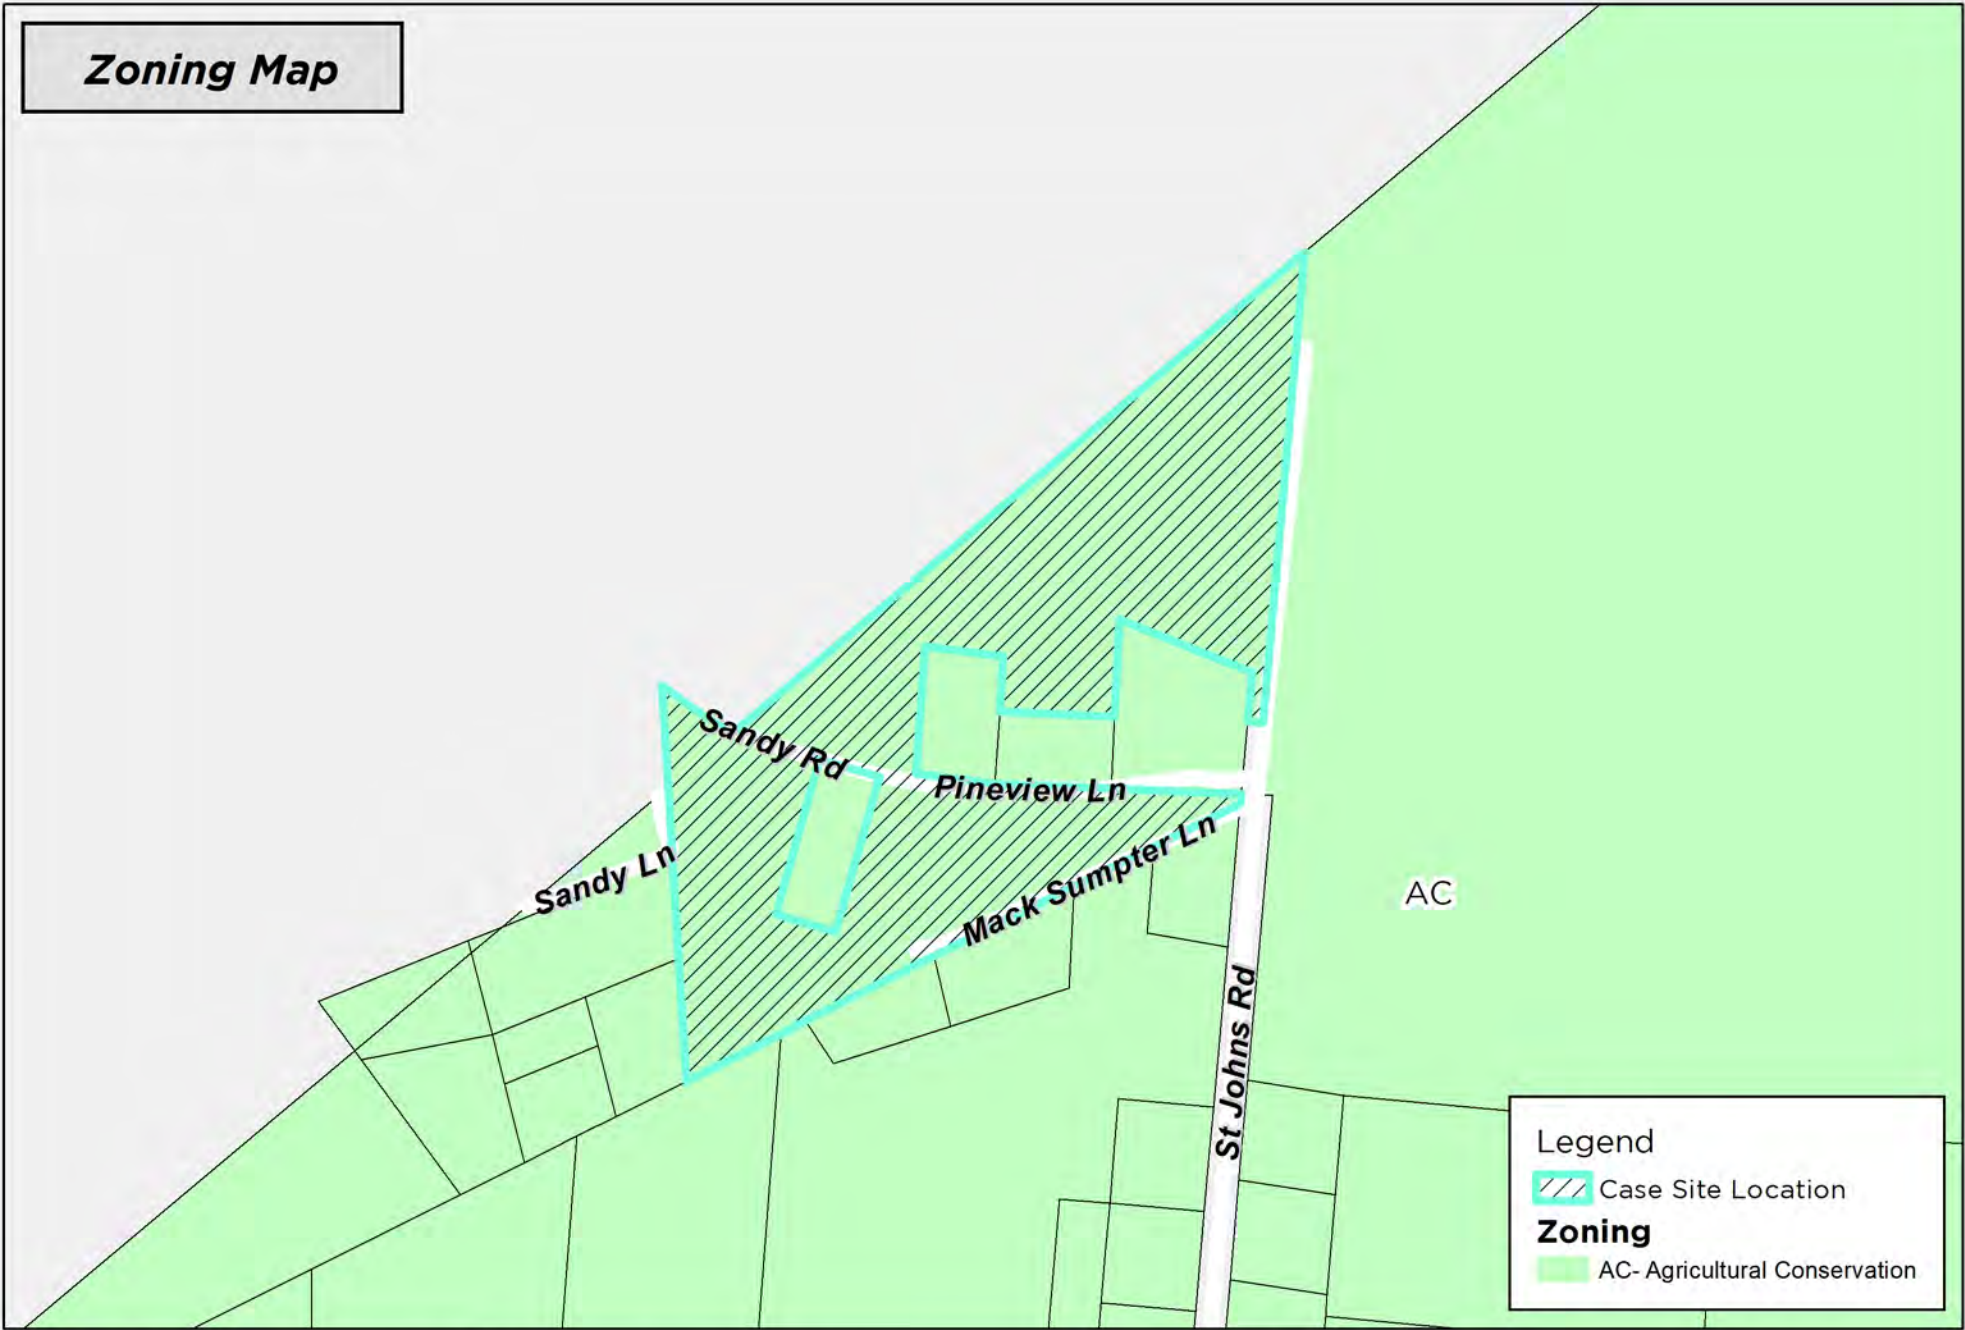 Zoning Map
Sandy Rd
Pineview Ln
Sandy Ln
Mack Sumpter Ln
AC
St Johns Rd
Legend
Case Site Location
Zoning
AC- Agricultural Conservation